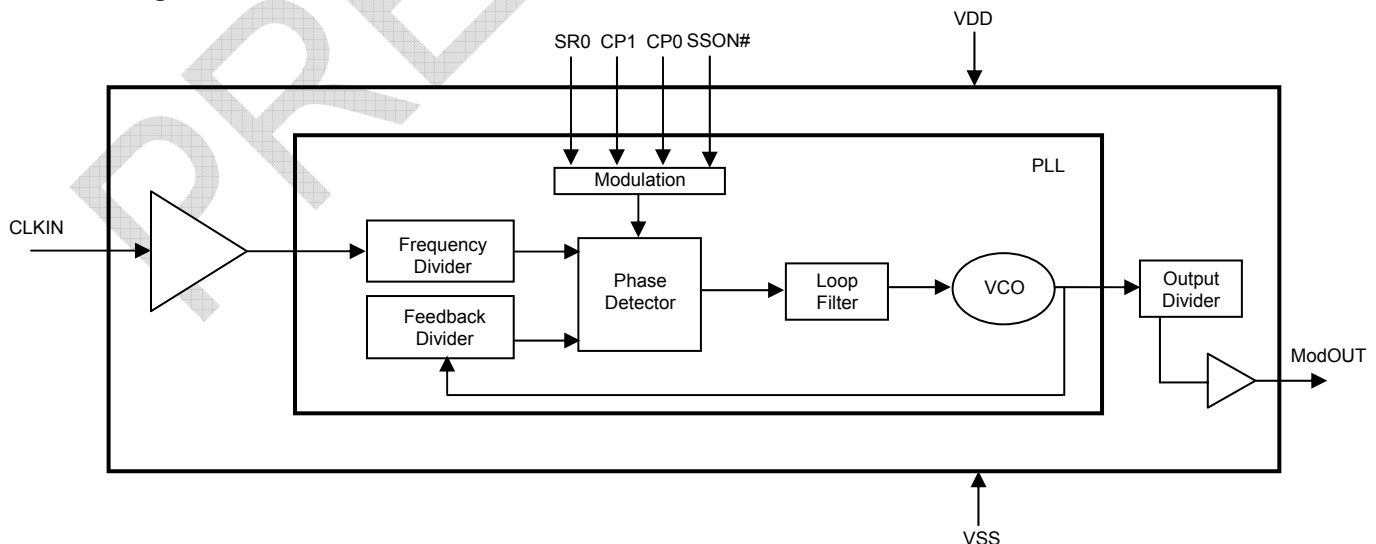 VDD
SR0 CP1 CP0 SSON#
PLL
Modulation
CLKIN
Frequency
Divider
Phase
Detector
Loop
Filter
VCO
Output
Divider
Feedback
Divider
ModOUT
VSS